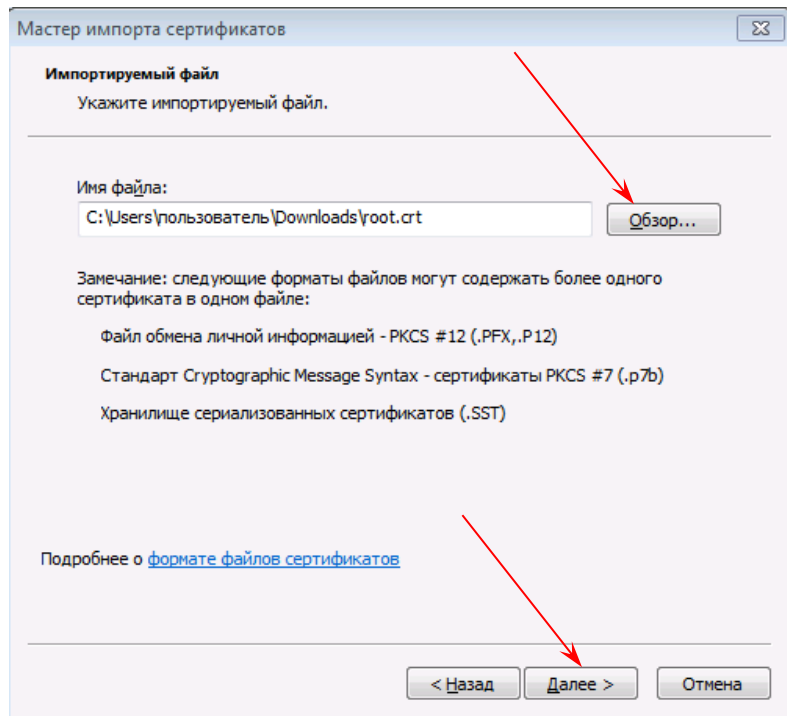 Мастер импорта сертификатов
Импортируемый файл
Укажите импортируемый файл.
Имя файла:
C:\Users\пользователь\Downloads\root.crt
Обзор...
Замечание: следующие форматы файлов могут содержать более одного
сертификата в одном файле:
Файл обмена личной информацией - PKCS #12 (.PFX,.P12)
Стандарт Cryptographic Message Syntax - сертификаты PKCS #7 (.p7b)
Хранилище сериализованных сертификатов (.SST)
Подробнее о формате файлов сертификатов
< Назад
Далее >
Отмена